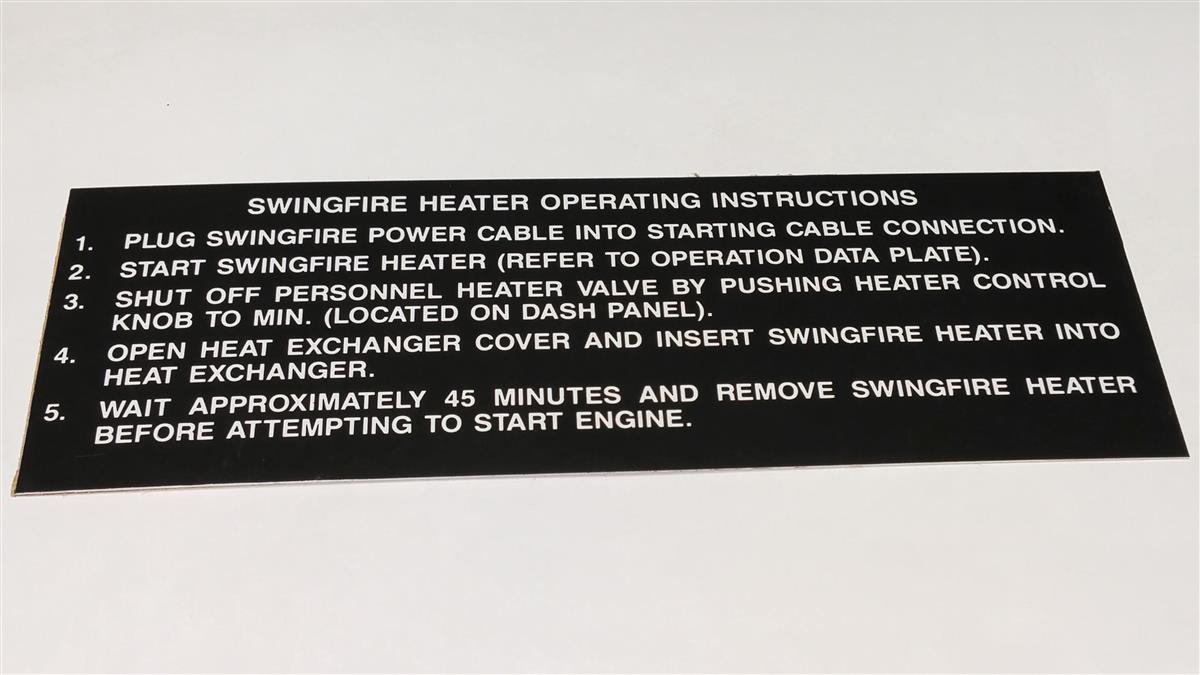 SWINGFIRE HEATER OPERATING INSTRUCTIONS
1. PLUG SWINGFIRE POWER CABLE INTO STARTING CABLE CONNECTION.
2. START SWINGFIRE HEATER (REFER TO OPERATION DATA PLATE).
3. SHUT OFF PERSONNEL HEATER VALVE BY PUSHING HEATER CONTROL
KNOB TO MIN. (LOCATED ON DASH PANEL).
4. OPEN HEAT EXCHANGER COVER AND INSERT SWINGFIRE HEATER INTO
HEAT EXCHANGER.
5. WAIT APPROXIMATELY 45 MINUTES AND REMOVE SWINGFIRE HEATER
BEFORE ATTEMPTING TO START ENGINE.